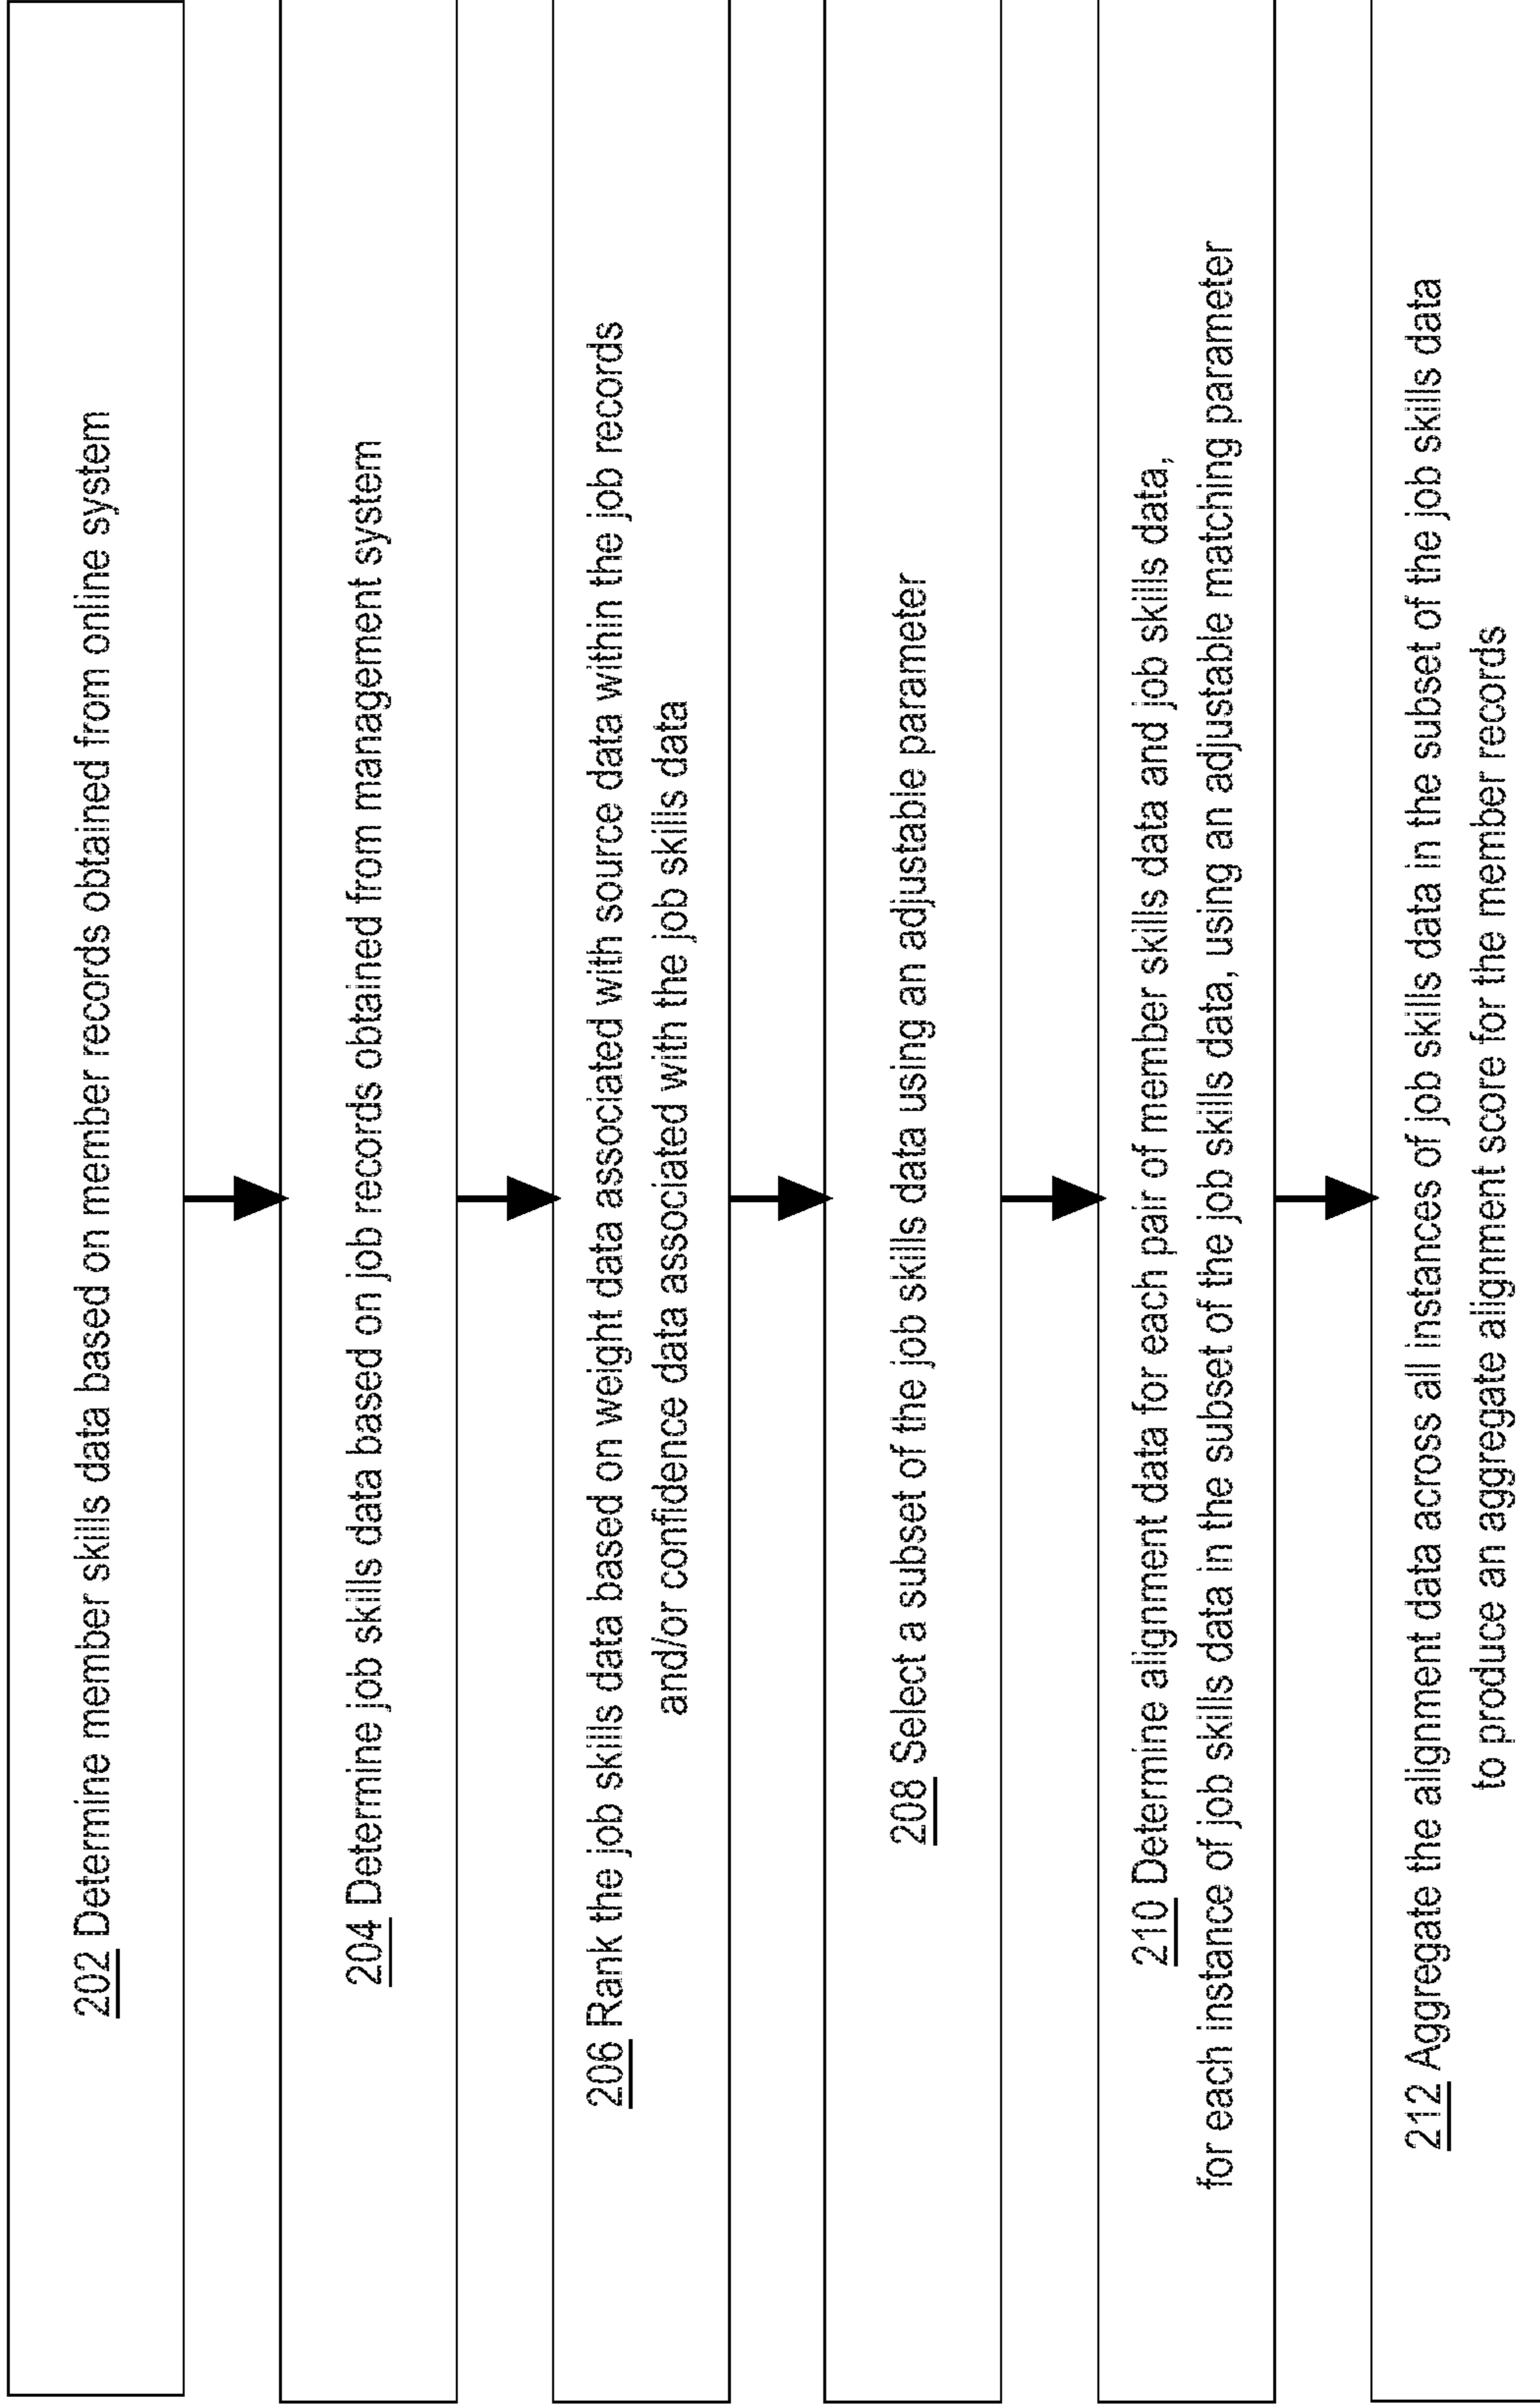 202 Determine member skills data based on member records obtained from online system
204 Determine job skills data based on job records obtained from management system
206 Rank the job skills data based on weight data associated with source data within the job records
and/or confidence data associated with the job skills data
208 Select a subset of the job skills data using an adjustable parameter
210 Determine alignment data for each pair of member skills data and job skills data,
for each instance of job skills data in the subset of the job skills data, using an adjustable matching parameter
212 Aggregate the alignment data across all instances of job skills data in the subset of the job skills data
to produce an aggregate alignment score for the member records